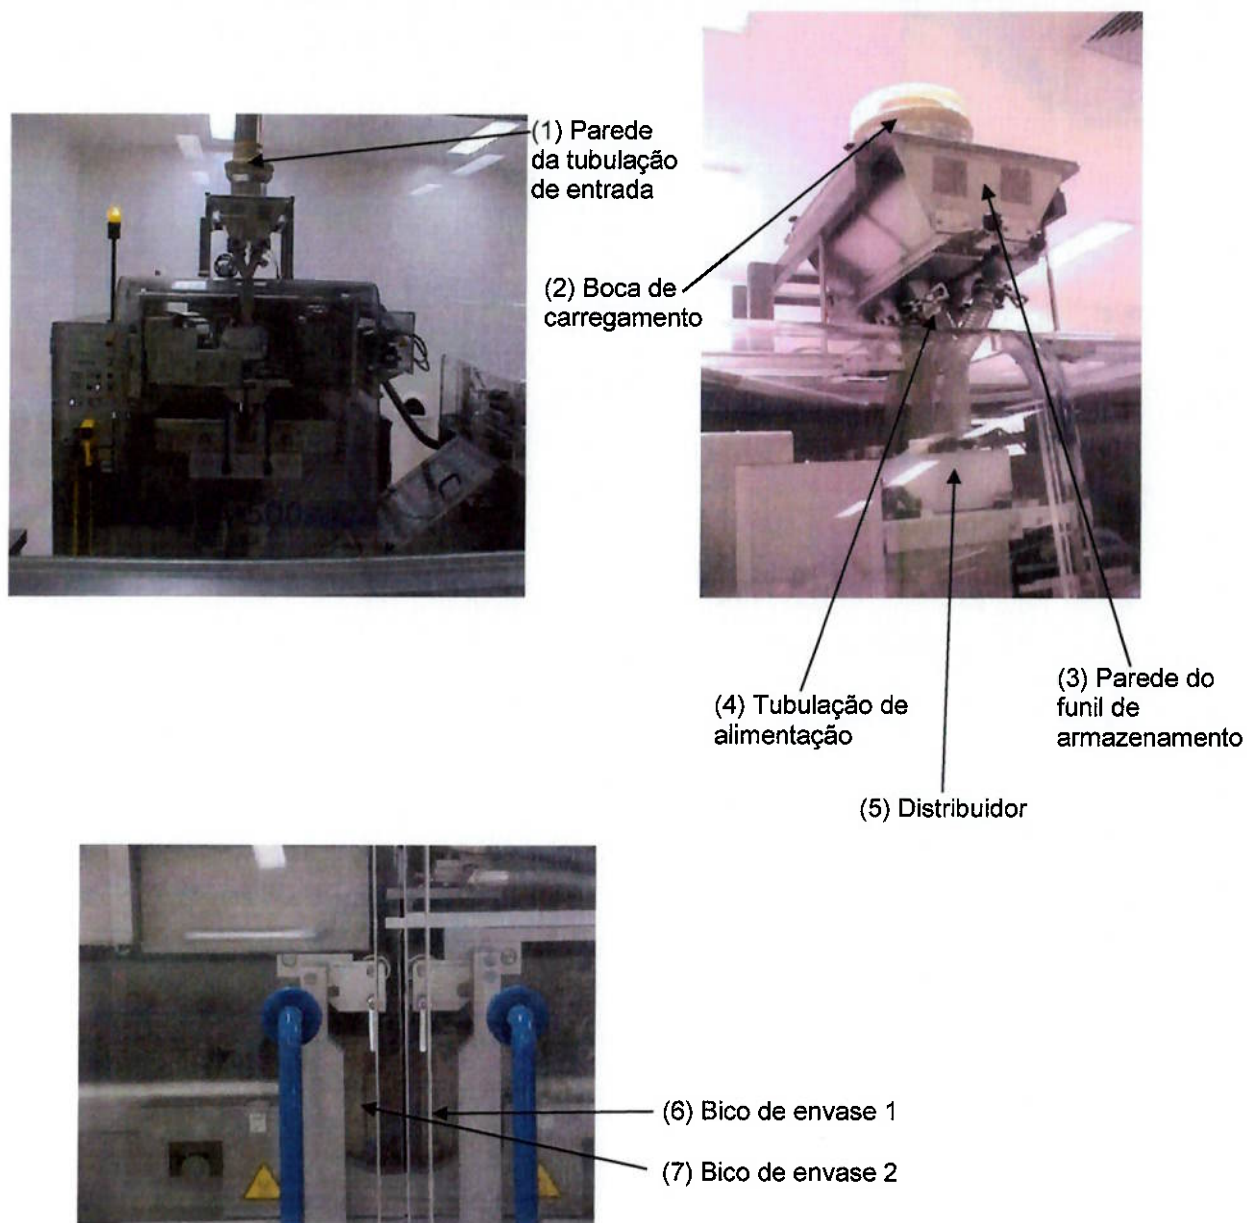 (1) Parede
da tubulação
de entrada
(2) Boca de
carregamento
(4) Tubulação de
alimentação
(3) Parede do
funil de
armazenamento
(5) Distribuidor
(6) Bico de envase 1
(7) Bico de envase 2